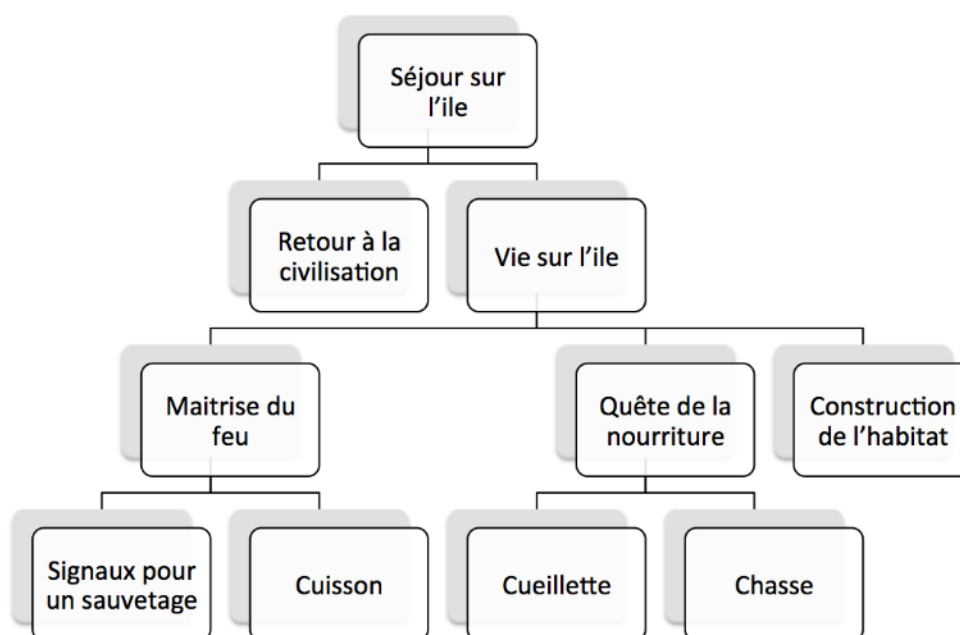 Séjour sur
l'ile
Retour à la
civilisation
Vie sur l'ile
Maitrise du
feu
Quête de la
nourriture
Construction
de l'habitat
Signaux pour
un sauvetage
Cuisson
Cueillette
Chasse